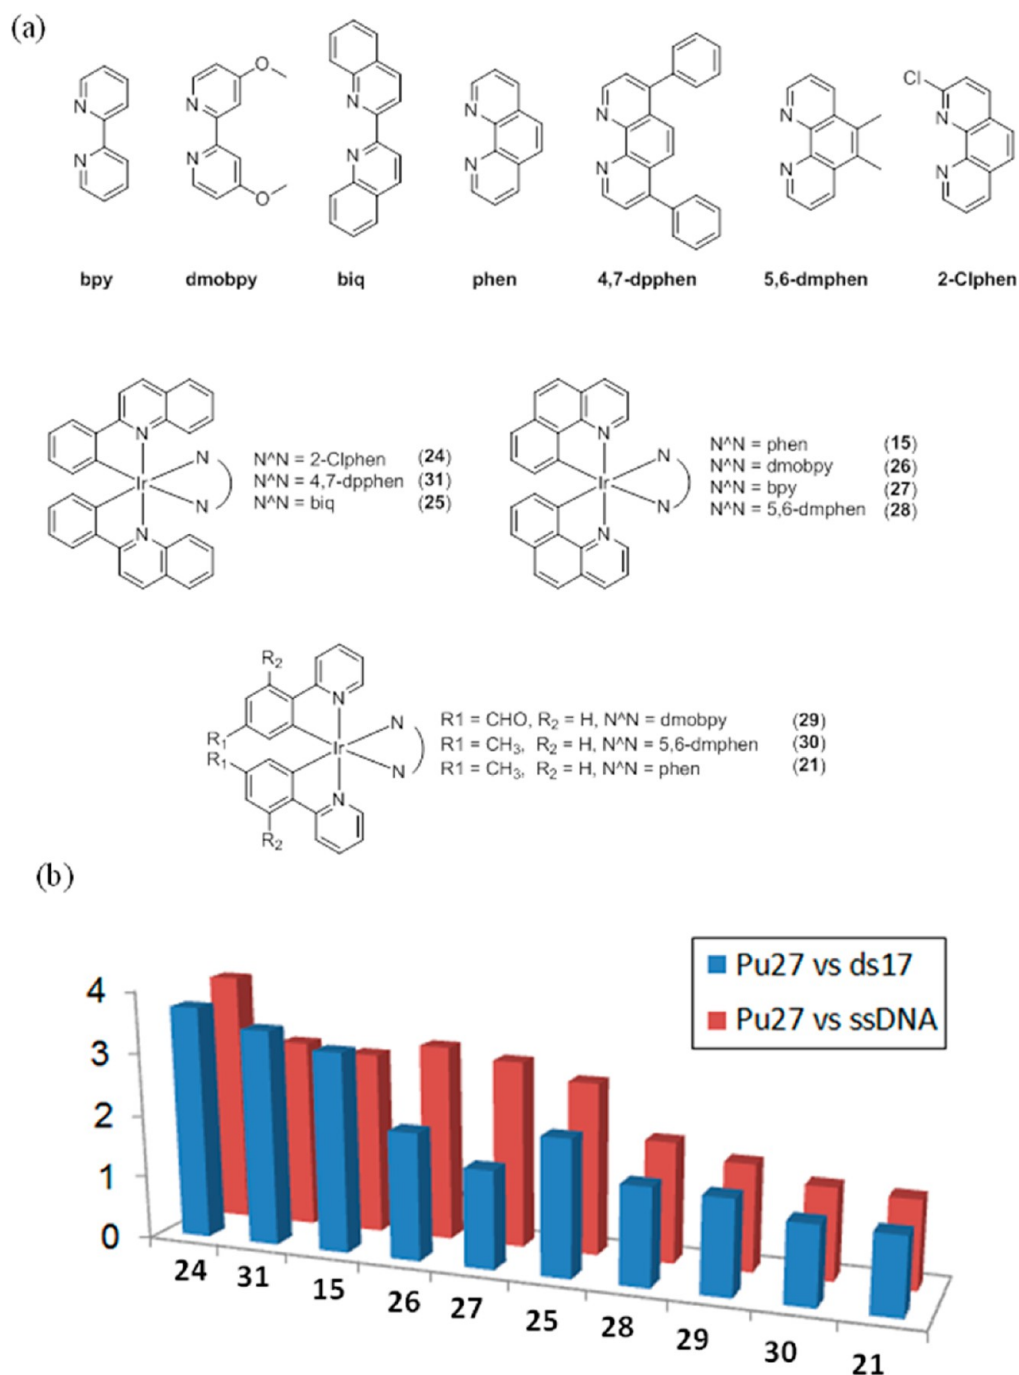 (a)
N
N
O
O
N
N
N
N
N
N
N
N
N
N
Cl
N
N
bpy dmobpy biq phen 4,7-dpphen 5,6-dmphen 2-Clphen
N
Ir
N
N
N
N^N = 2-Clphen (24)
N^N = 4,7-dpphen (31)
N^N = biq (25)
N
Ir
N
N
N
N^N = phen (15)
N^N = dmobpy (26)
N^N = bpy (27)
N^N = 5,6-dmphen (28)
R2
N
R1
R1
Ir
N
N
N
R2
R1 = CHO, R2 = H, N^N = dmobpy (29)
R1 = CH3, R2 = H, N^N = 5,6-dmphen (30)
R1 = CH3, R2 = H, N^N = phen (21)
(b)
Pu27 vs ds17
Pu27 vs ssDNA
4
3
2
1
0
24 31 15 26 27 25 28 29 30 21